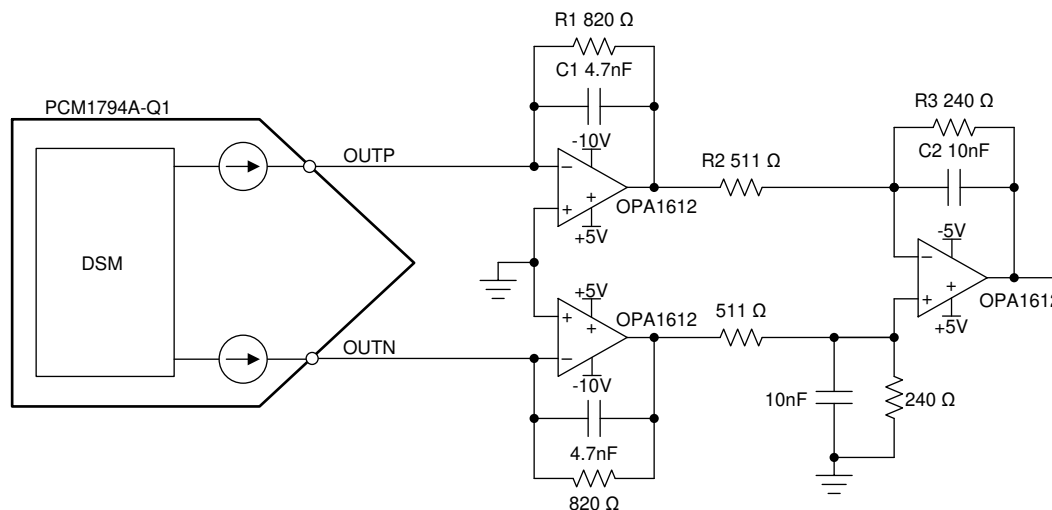 R1 820 Ω
C1 4.7nF
PCM1794A-Q1
R3 240 Ω
C2 10nF
-10V
OUTP
R2 511 Ω
−
+
+
OPA1612
+5V
-5V
DSM
−
+
+
OPA1612
+5V
+5V
OPA1612
511 Ω
+
+
−
OUTN
-10V
10nF
240 Ω
4.7nF
820 Ω